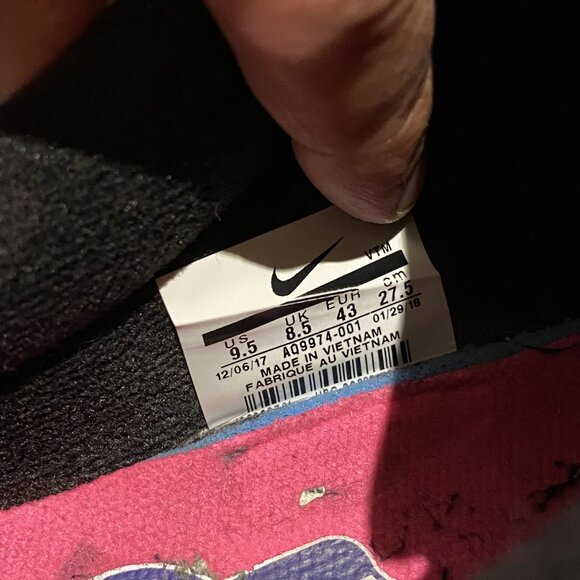 VTM
US UK EUR cm
9.5 8.5 43 27.5
12/06/17 AQ9974-001 01/29/18
MADE IN VIETNAM
FABRIQUE AU VIETNAM